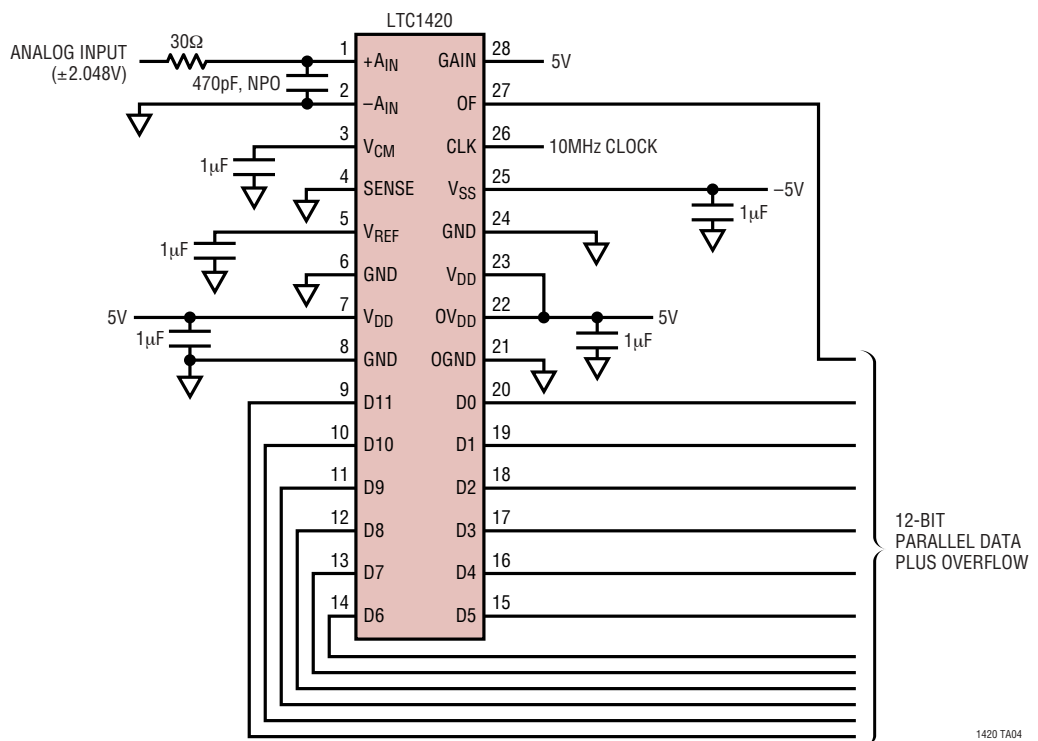 LTC1420
ANALOG INPUT
(±2.048V)
30Ω
470pF, NPO
1
+AIN
2
–AIN
3
VCM
1µF
4
SENSE
5
VREF
1µF
6
GND
5V
7
VDD
1µF
8
GND
9
D11
10
D10
11
D9
12
D8
13
D7
14
D6
GAIN
28
5V
OF
27
CLK
26
10MHz CLOCK
VSS
25
–5V
1µF
GND
24
VDD
23
OVDD
22
5V
1µF
OGND
21
D0
20
D1
19
D2
18
D3
17
D4
16
D5
15
12-BIT
PARALLEL DATA
PLUS OVERFLOW
1420 TA04